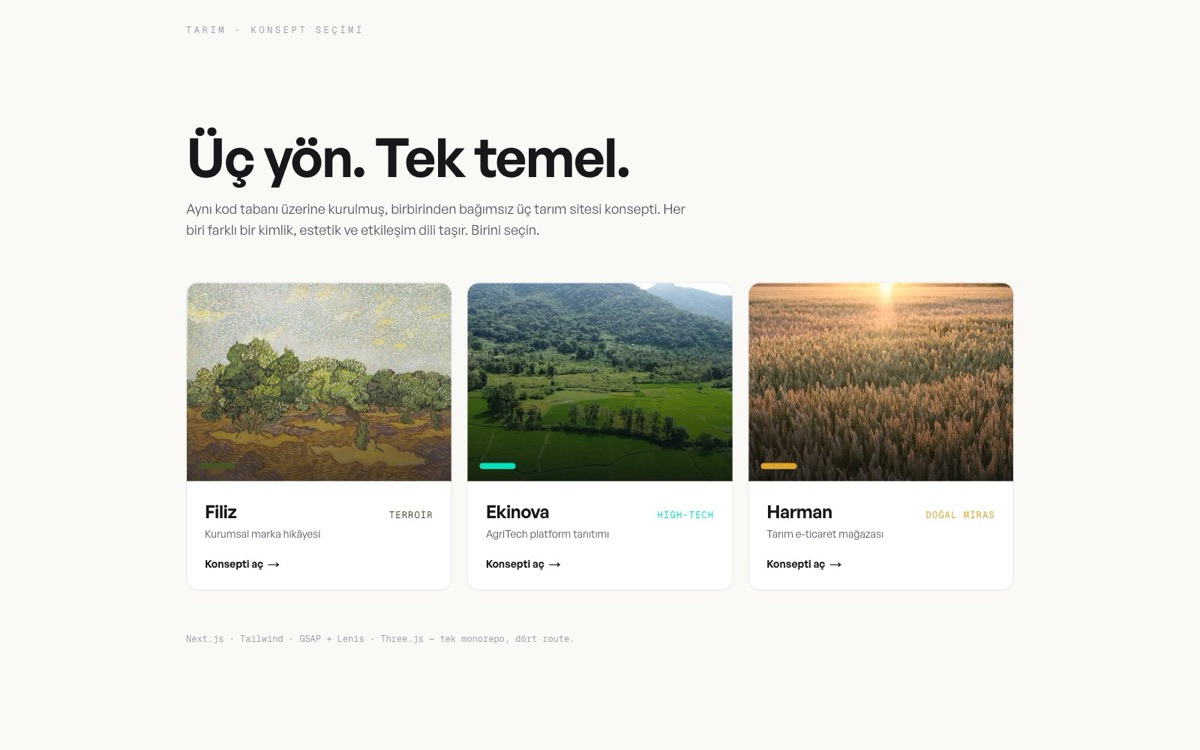 TARIM · KONSEPT SEÇİMİ
Üç yön. Tek temel.
Aynı kod tabanı üzerine kurulmuş, birbirinden bağımsız üç tarım sitesi konsepti. Her
biri farklı bir kimlik, estetik ve etkileşim dili taşır. Birini seçin.
Filiz
TERROİR
Kurumsal marka hikâyesi
Konsepti aç →
Ekinova
HİGH-TECH
AgriTech platform tanıtımı
Konsepti aç →
Harman
DOĞAL MİRAS
Tarım e-ticaret mağazası
Konsepti aç →
Next.js · Tailwind · GSAP + Lenis · Three.js — tek monorepo, dört route.